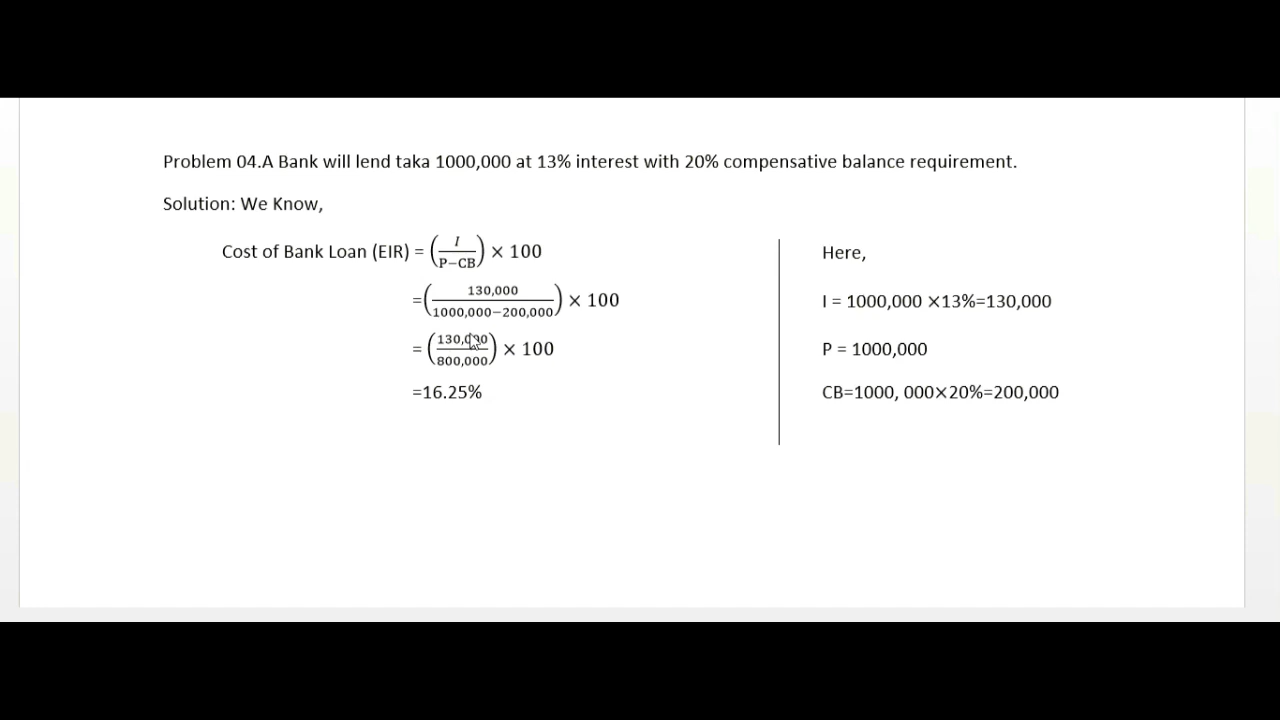 Problem 04.A Bank will lend taka 1000,000 at 13% interest with 20% compensative balance requirement.
Solution: We Know,
Cost of Bank Loan (EIR) = (I/P−CB) × 100
=(130,000/1000,000−200,000) × 100
= (130,000/800,000) × 100
=16.25%
Here,
I = 1000,000 ×13%=130,000
P = 1000,000
CB=1000, 000×20%=200,000